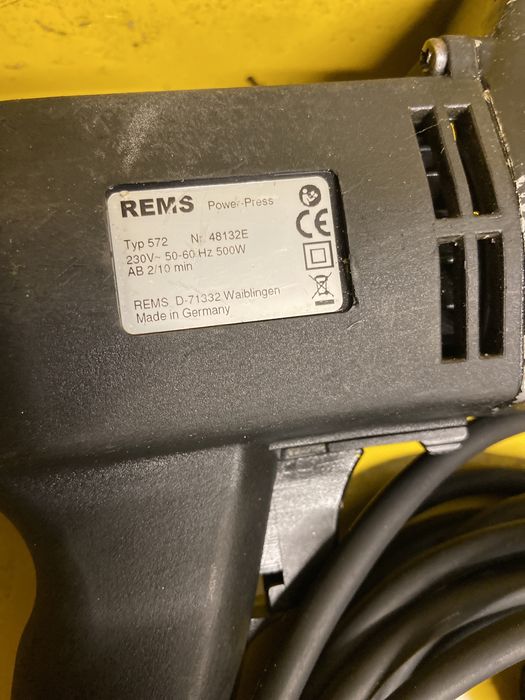 REMS Power-Press
Typ 572 Nr. 48132E
230V~ 50-60 Hz 500W
AB 2/10 min
REMS D-71332 Waiblingen
Made in Germany
CE